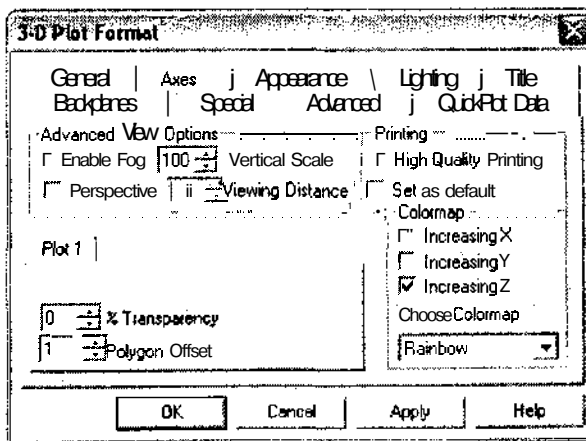 3-D Plot Format
General Axes Appearance Lighting Title
Backplanes Special Advanced QuickPlot Data
Advanced View Options
Enable Fog 100 Vertical Scale
Perspective Viewing Distance
Printing
High Quality Printing
Set as default
Colormap
Increasing X
Increasing Y
Increasing Z
Choose Colormap
Rainbow
Plot 1
0 % Transparency
1 Polygon Offset
OK Cancel Apply Help